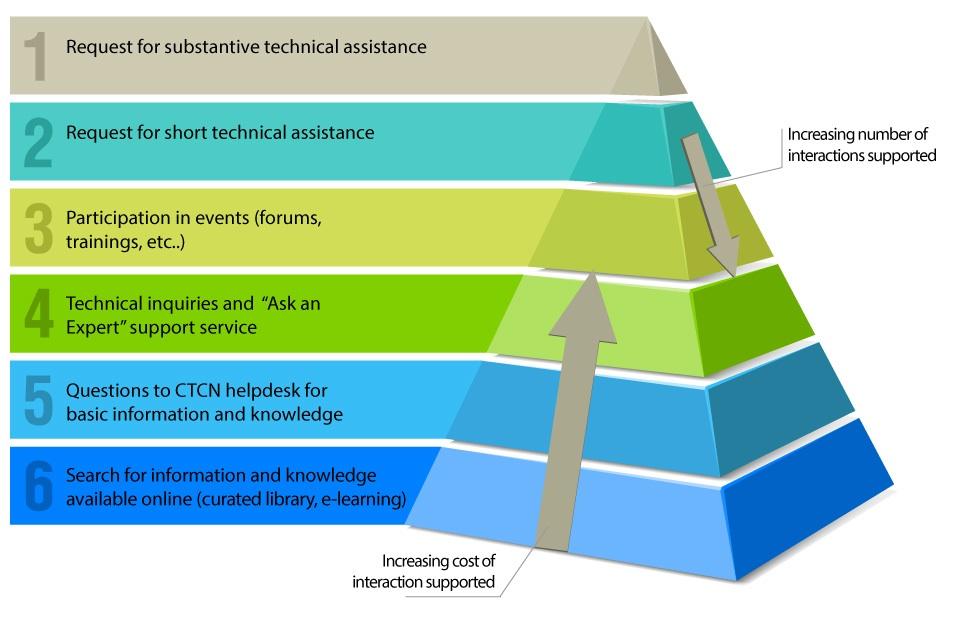 1
Request for substantive technical assistance
2
Request for short technical assistance
Increasing number of
interactions supported
3
Participation in events (forums,
trainings, etc..)
4
Technical inquiries and “Ask an
Expert” support service
5
Questions to CTCN helpdesk for
basic information and knowledge
6
Search for information and knowledge
available online (curated library, e-learning)
Increasing cost of
interaction supported